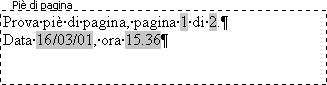 Piè di pagina
Prova piè di pagina, pagina 1 di 2.¶
Data 16/03/01, ora 15.36¶